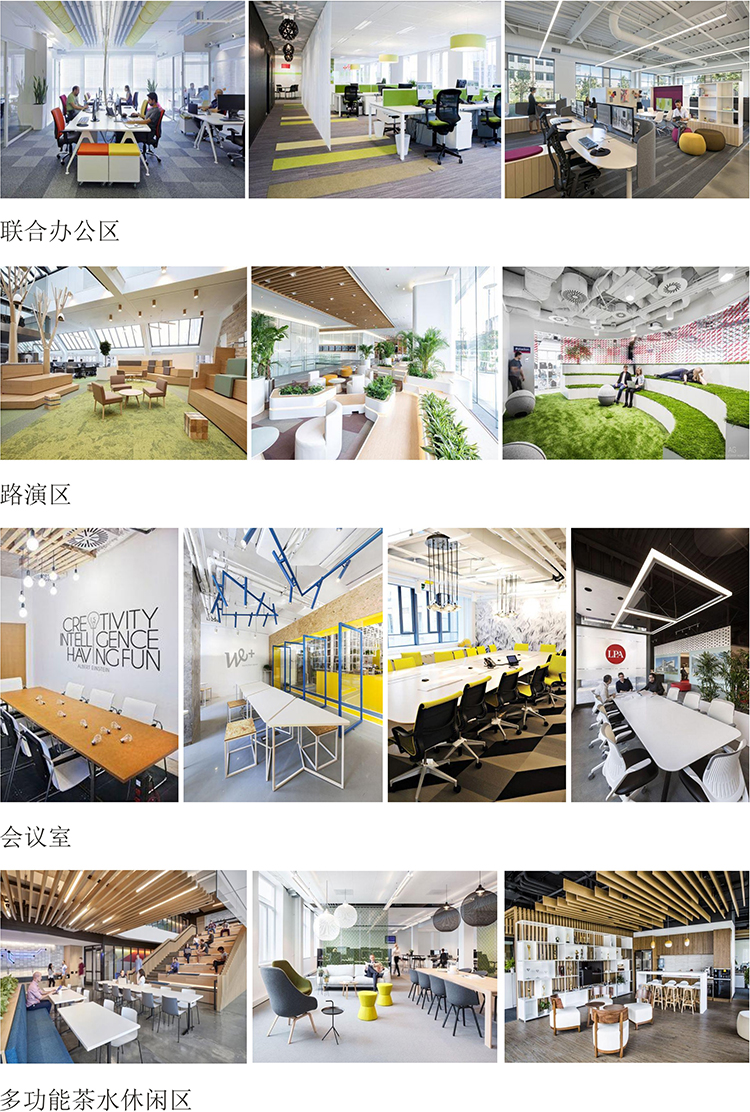 联合办公区
路演区
CREATIVITY
INTELLIGENCE
HAVING FUN
ALBERT EINSTEIN
we+
LPA
会议室
多功能茶水休闲区